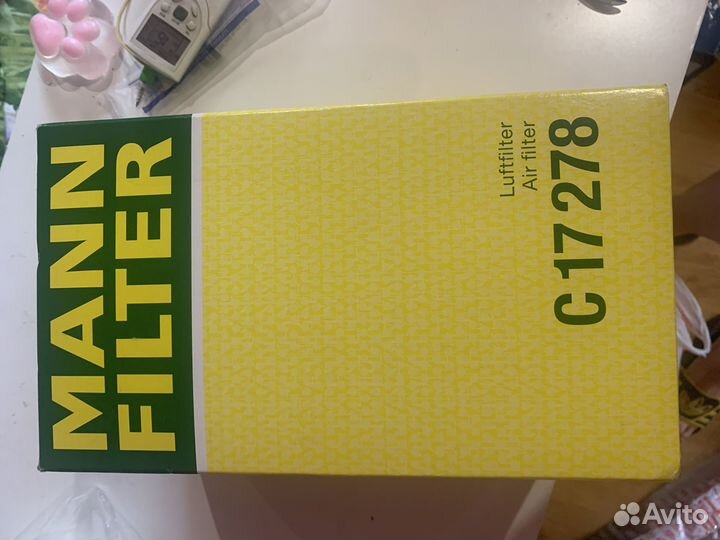 MANN
FILTER
Luftfilter
Air filter
C 17 278
Avito